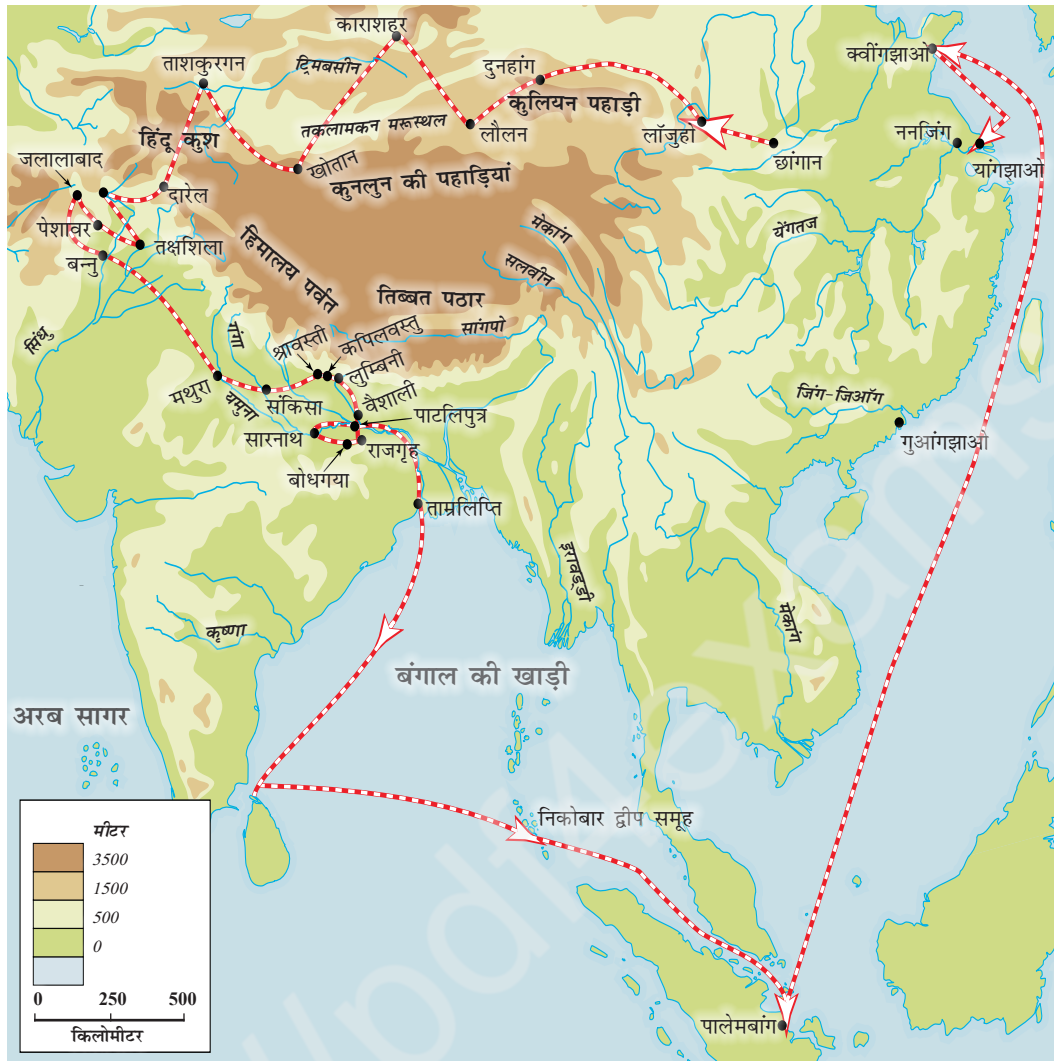 काराशहर
क्वींगझाओ
ताशकुरगन
ट्रिमबसीन
दुनहांग
कुलियन पहाड़ी
तकलामकन मरूस्थल
लौलन
लॉजुहो
छांगान
ननजिंग
यांगझाओ
हिंदू कुश
जलालाबाद
खोतान
कुनलुन की पहाड़ियां
दारेल
पेशावर
तक्षशिला
बन्नु
हिमालय पर्वत
मेकांग
सलवीन
येंगतज
तिब्बत पठार
सांगपो
सिंधु
गंगा
श्रावस्ती
कपिलवस्तु
लुम्बिनी
मथुरा
यमुना
संकिसा
वैशाली
पाटलिपुत्र
सारनाथ
राजगृह
बोधगया
जिंग-जिऑग
गुआंगझाओ
ताम्रलिप्ति
इरावड्डी
मेकांग
कृष्णा
बंगाल की खाड़ी
अरब सागर
निकोबार द्वीप समूह
पालेमबांग
मीटर
3500
1500
500
0
0 250 500
किलोमीटर